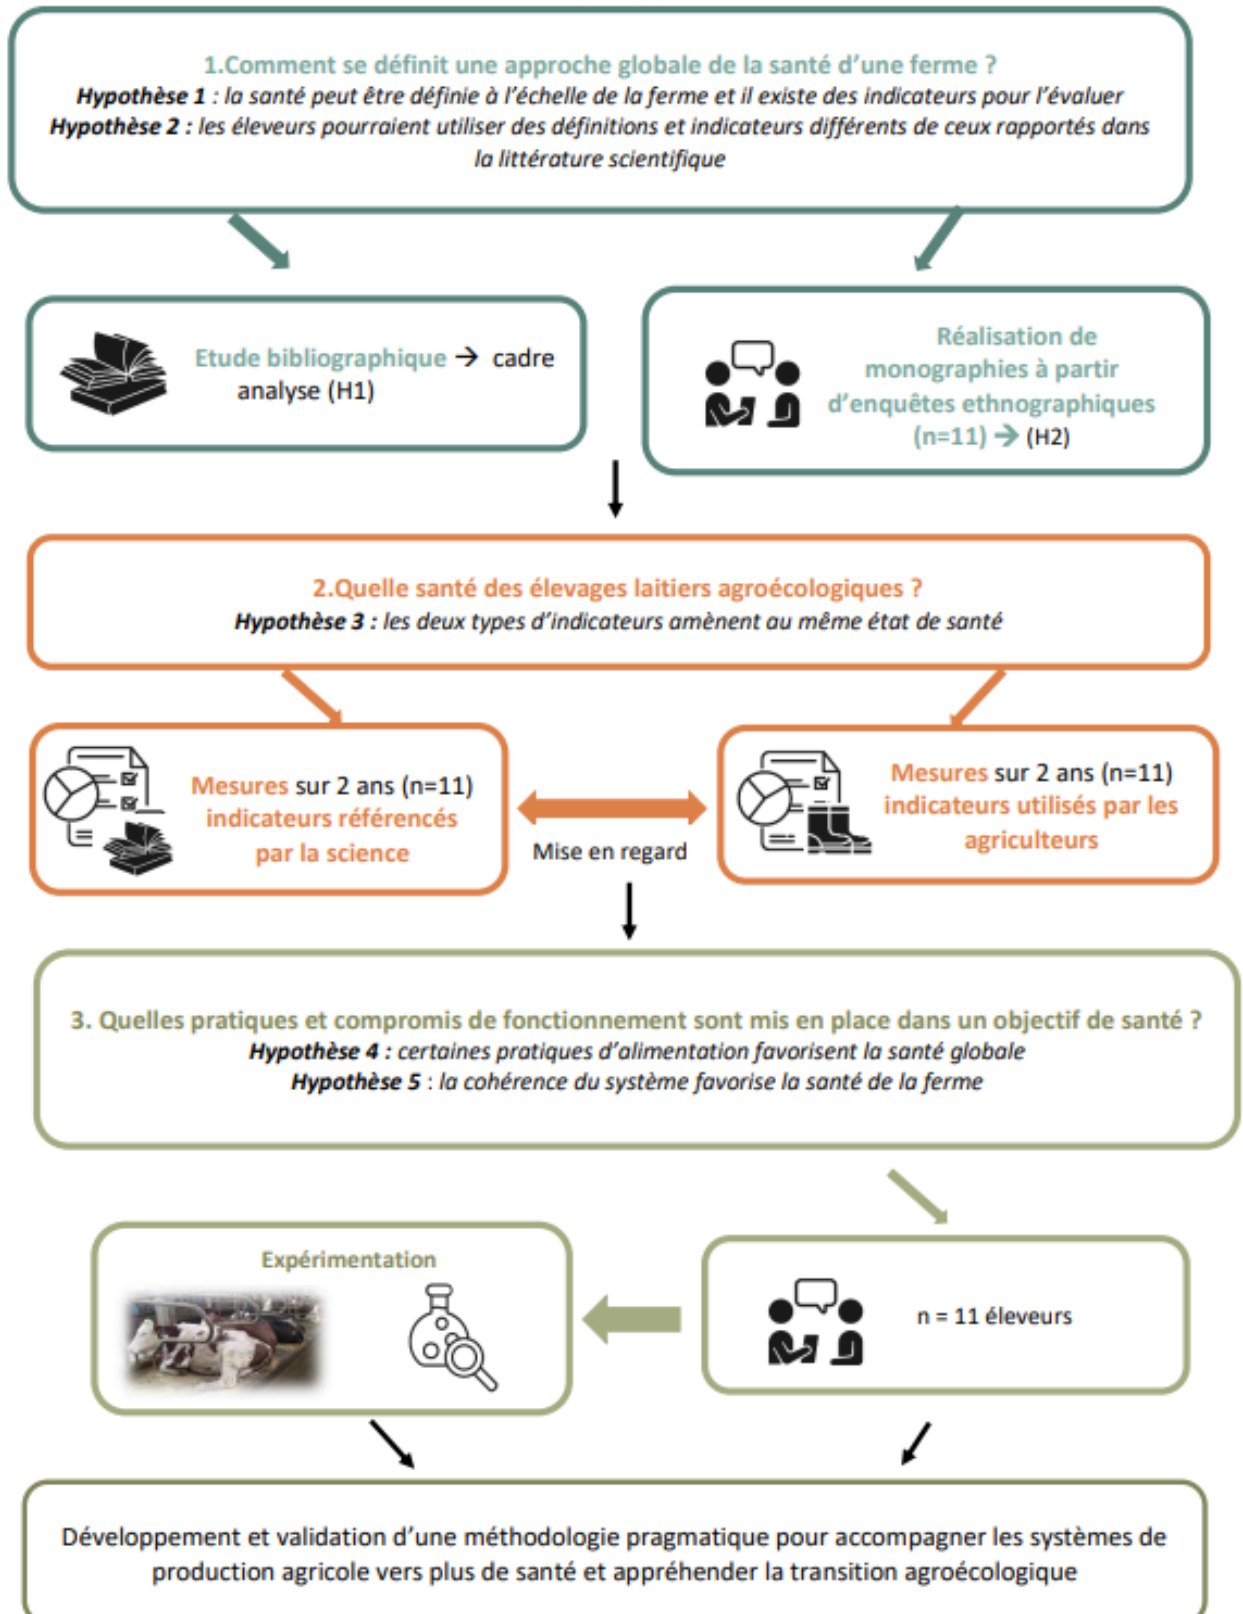 1.Comment se définit une approche globale de la santé d'une ferme ?
Hypothèse 1 : la santé peut être définie à l'échelle de la ferme et il existe des indicateurs pour l'évaluer
Hypothèse 2 : les éleveurs pourraient utiliser des définitions et indicateurs différents de ceux rapportés dans
la littérature scientifique
Etude bibliographique → cadre
analyse (H1)
Réalisation de
monographies à partir
d'enquêtes ethnographiques
(n=11) → (H2)
2.Quelle santé des élevages laitiers agroécologiques ?
Hypothèse 3 : les deux types d'indicateurs amènent au même état de santé
Mesures sur 2 ans (n=11)
indicateurs référencés
par la science
Mise en regard
Mesures sur 2 ans (n=11)
indicateurs utilisés par les
agriculteurs
3. Quelles pratiques et compromis de fonctionnement sont mis en place dans un objectif de santé ?
Hypothèse 4 : certaines pratiques d'alimentation favorisent la santé globale
Hypothèse 5 : la cohérence du système favorise la santé de la ferme
Expérimentation
n = 11 éleveurs
Développement et validation d'une méthodologie pragmatique pour accompagner les systèmes de
production agricole vers plus de santé et appréhender la transition agroécologique